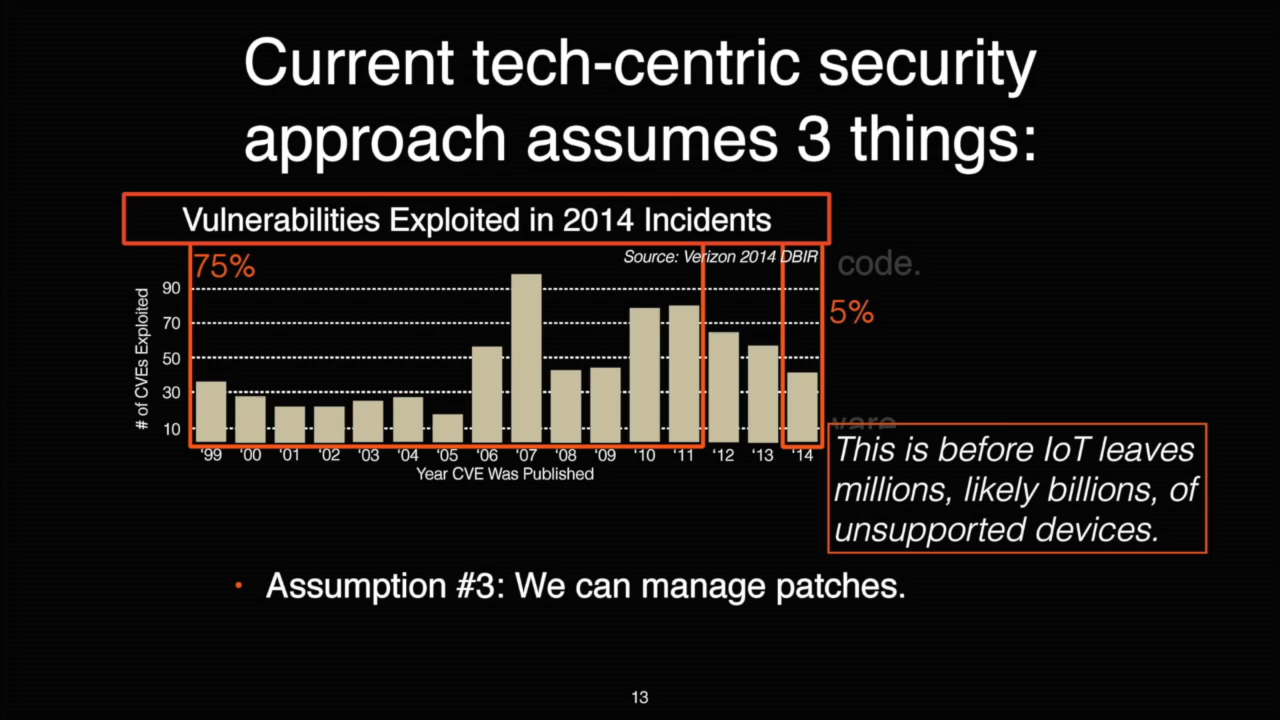 Current tech-centric security
approach assumes 3 things:
Vulnerabilities Exploited in 2014 Incidents
Source: Verizon 2014 DBIR
75%
code.
5%
# of CVEs Exploited
90
70
50
30
10
‘99 ‘00 ‘01 ‘02 ‘03 ‘04 ‘05 ‘06 ‘07 ‘08 ‘09 ‘10 ‘11 ‘12 ‘13 ‘14
Year CVE Was Published
This is before IoT leaves
millions, likely billions, of
unsupported devices.
• Assumption #3: We can manage patches.
13